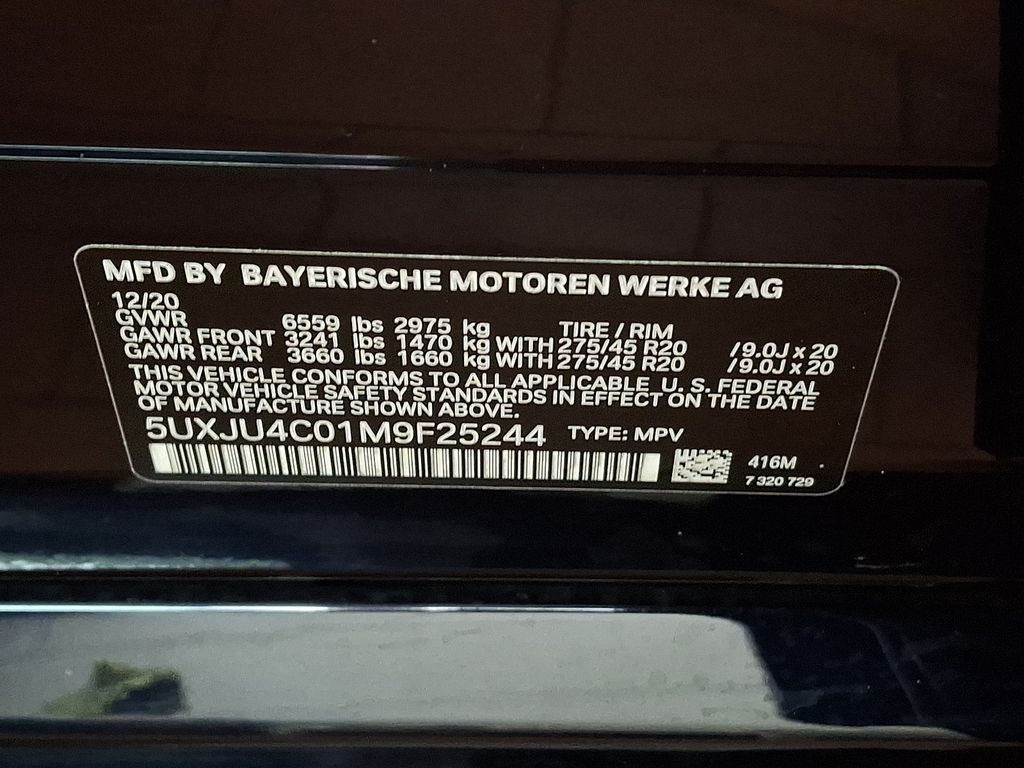 MFD BY BAYERISCHE MOTOREN WERKE AG
12/20
GVWR 6559 lbs 2975 kg TIRE / RIM
GAWR FRONT 3241 lbs 1470 kg WITH 275/45 R20 /9.0J x 20
GAWR REAR 3660 lbs 1660 kg WITH 275/45 R20 /9.0J x 20
THIS VEHICLE CONFORMS TO ALL APPLICABLE U. S. FEDERAL
MOTOR VEHICLE SAFETY STANDARDS IN EFFECT ON THE DATE
OF MANUFACTURE SHOWN ABOVE.
5UXJU4C01M9F25244 TYPE: MPV
416M
7 320 729